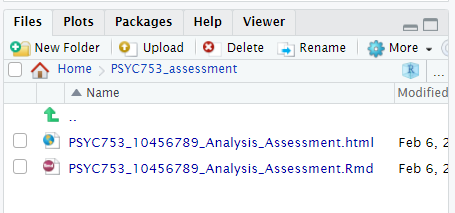 Files Plots Packages Help Viewer
New Folder Upload Delete Rename More
Home PSYC753_assessment R ...
Name Modified
..
PSYC753_10456789_Analysis_Assessment.html Feb 6, 2
PSYC753_10456789_Analysis_Assessment.Rmd Feb 6, 2